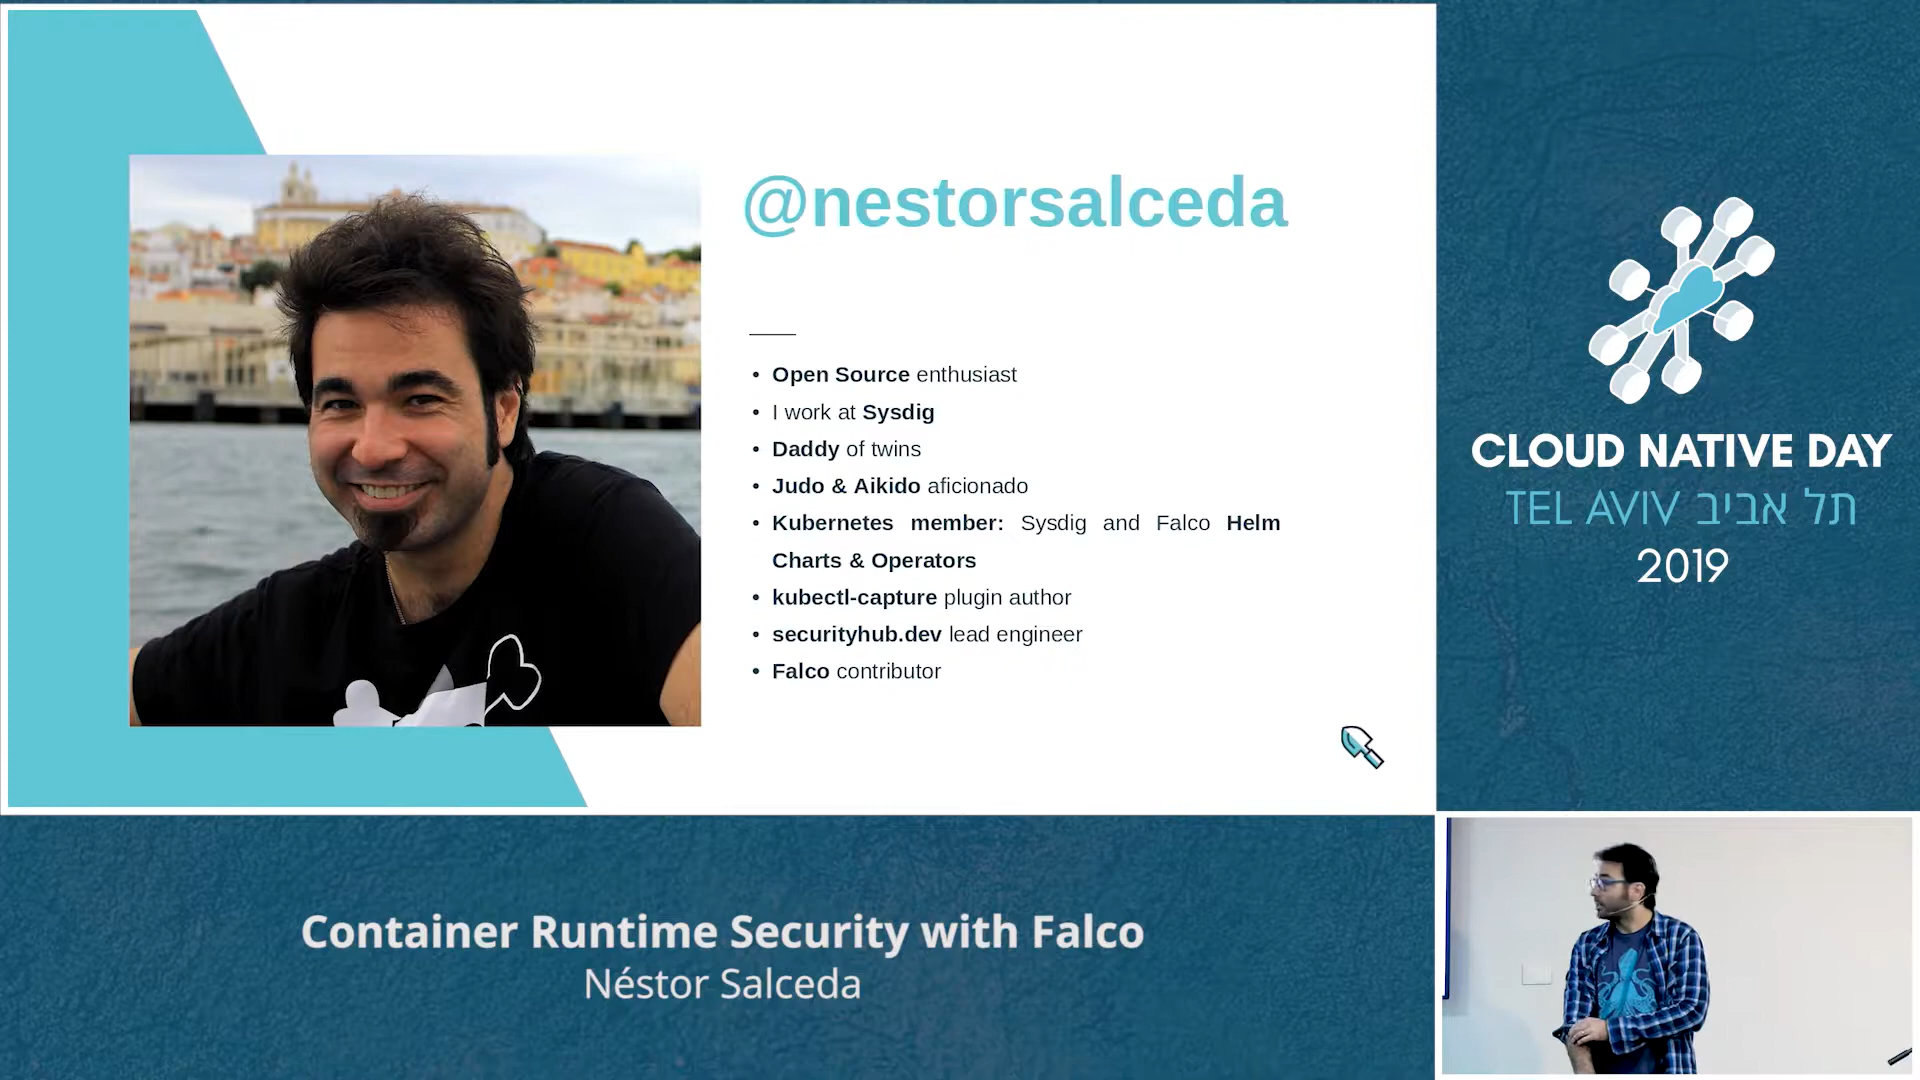 @nestorsalceda
• Open Source enthusiast
• I work at Sysdig
• Daddy of twins
• Judo & Aikido aficionado
• Kubernetes member: Sysdig and Falco Helm
Charts & Operators
• kubectl-capture plugin author
• securityhub.dev lead engineer
• Falco contributor
CLOUD NATIVE DAY
TEL AVIV תל אביב
2019
Container Runtime Security with Falco
Néstor Salceda